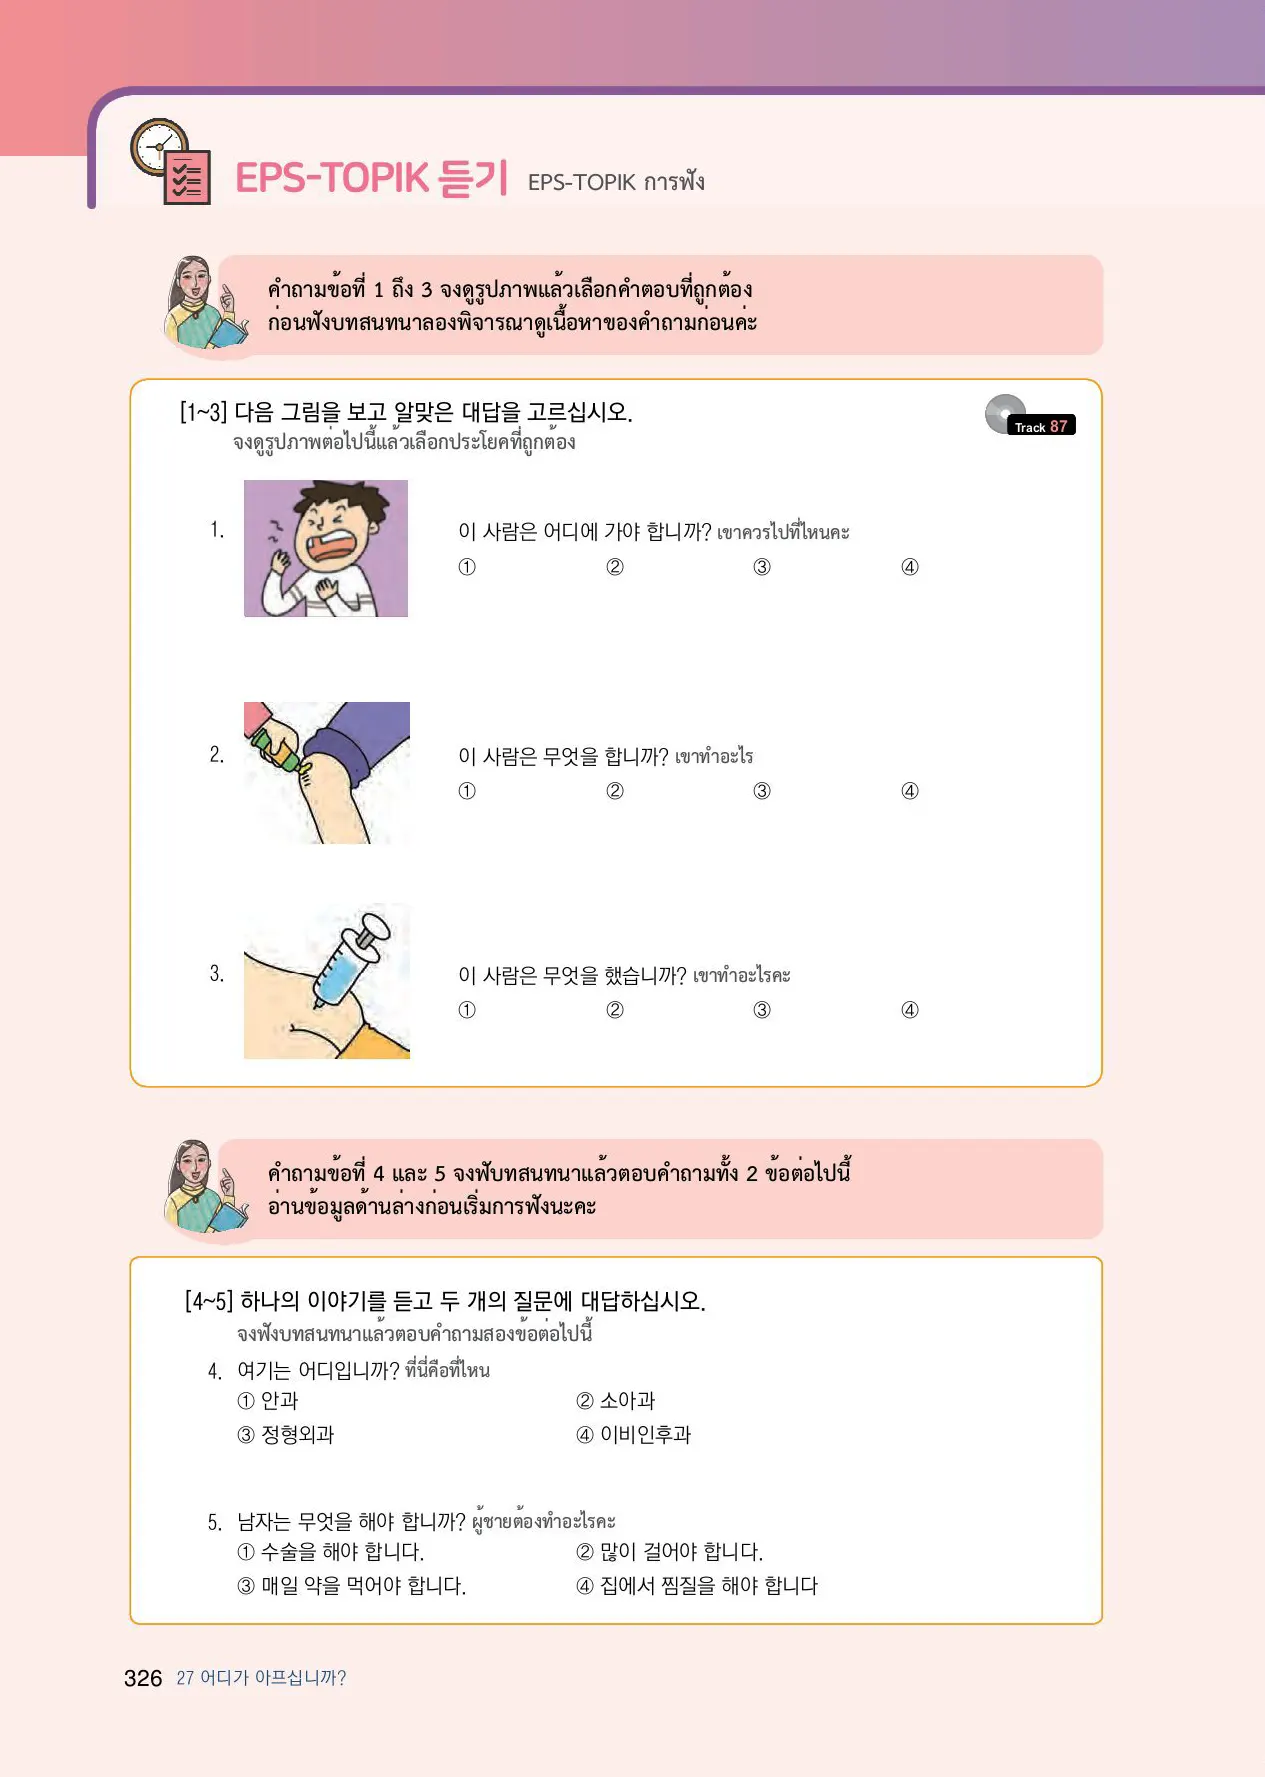 EPS-TOPIK 듣기 EPS-TOPIK การฟัง
คำถามข้อที่ 1 ถึง 3 จงดูรูปภาพแล้วเลือกคำตอบที่ถูกต้อง
ก่อนฟังบทสนทนาลองพิจารณาดูเนื้อหาของคำถามก่อนค่ะ
[1~3] 다음 그림을 보고 알맞은 대답을 고르십시오.
Track 87
จงดูรูปภาพต่อไปนี้แล้วเลือกประโยคที่ถูกต้อง
1. 이 사람은 어디에 가야 합니까? เขาควรไปที่ไหนคะ
① ② ③ ④
2. 이 사람은 무엇을 합니까? เขาทำอะไร
① ② ③ ④
3. 이 사람은 무엇을 했습니까? เขาทำอะไรคะ
① ② ③ ④
คำถามข้อที่ 4 และ 5 จงฟับทสนทนาแล้วตอบคำถามทั้ง 2 ข้อต่อไปนี้
อ่านข้อมูลด้านล่างก่อนเริ่มการฟังนะคะ
[4~5] 하나의 이야기를 듣고 두 개의 질문에 대답하십시오.
จงฟังบทสนทนาแล้วตอบคำถามสองข้อต่อไปนี้
4. 여기는 어디입니까? ที่นี่คือที่ไหน
① 안과 ② 소아과
③ 정형외과 ④ 이비인후과
5. 남자는 무엇을 해야 합니까? ผู้ชายต้องทำอะไรคะ
① 수술을 해야 합니다. ② 많이 걸어야 합니다.
③ 매일 약을 먹어야 합니다. ④ 집에서 찜질을 해야 합니다
326 27 어디가 아프십니까?